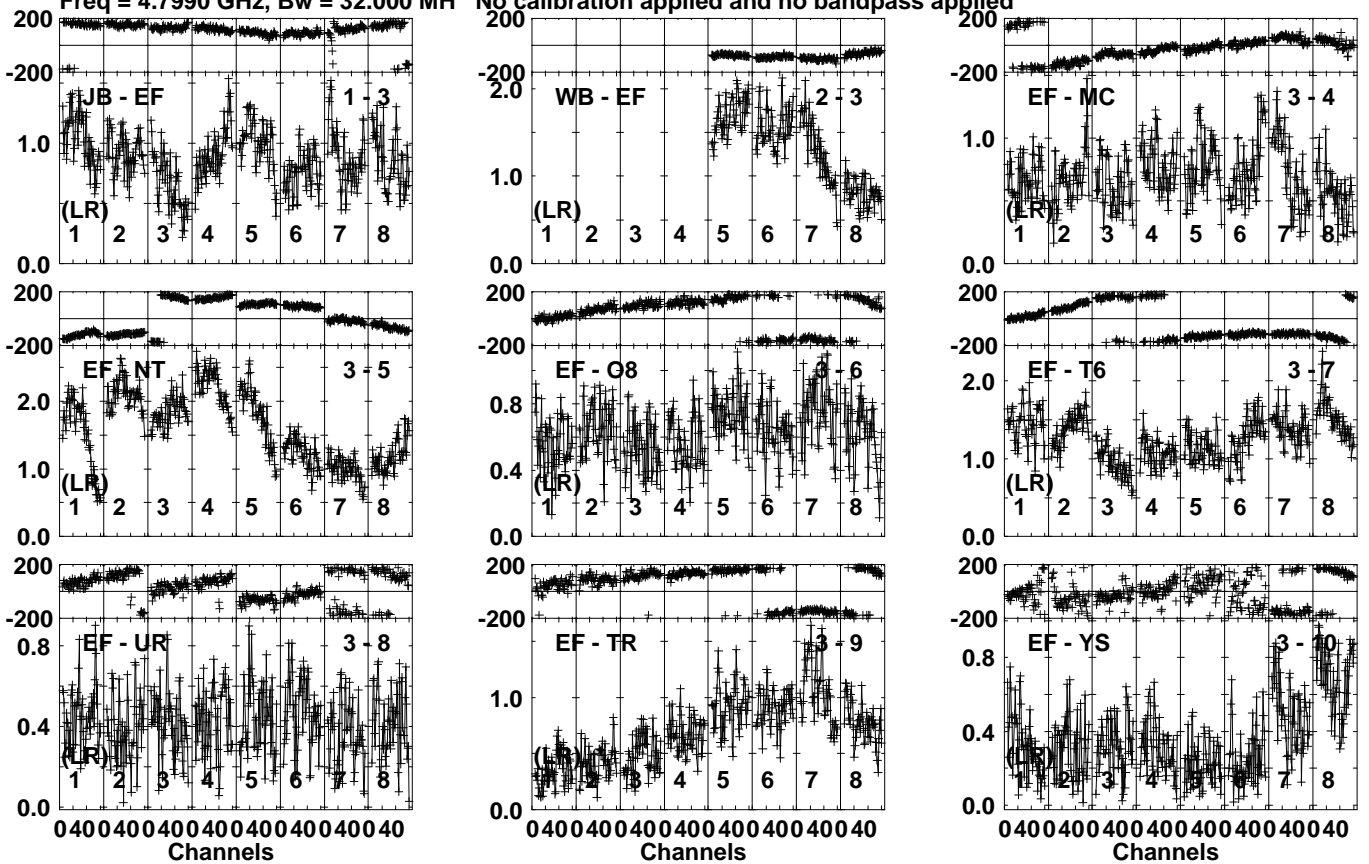 Freq = 4.7990 GHz, Bw = 32.000 MH No calibration applied and no bandpass applied
200
-200
JB - EF
1 - 3
1.0
(LR)
1 2 3 4 5 6 7 8
0.0
200
-200
2.0
WB - EF
2 - 3
1.0
(LR)
1 2 3 4 5 6 7 8
0.0
200
-200
EF - MC
3 - 4
1.0
(LR)
1 2 3 4 5 6 7 8
0.0
200
-200
EF - NT
3 - 5
2.0
1.0
(LR)
1 2 3 4 5 6 7 8
0.0
200
-200
EF - O8
3 - 6
0.8
0.4
(LR)
1 2 3 4 5 6 7 8
0.0
200
-200
EF - T6
3 - 7
2.0
1.0
(LR)
1 2 3 4 5 6 7 8
0.0
200
-200
EF - UR
3 - 8
0.8
0.4
(LR)
1 2 3 4 5 6 7 8
0.0
0 40 0 40 0 40 0 40 0 40 0 40 0 40 0 40
Channels
200
-200
EF - TR
3 - 9
1.0
(LR)
1 2 3 4 5 6 7 8
0.0
0 40 0 40 0 40 0 40 0 40 0 40 0 40 0 40
Channels
200
-200
EF - YS
3 - 10
0.8
0.4
(LR)
1 2 3 4 5 6 7 8
0.0
0 40 0 40 0 40 0 40 0 40 0 40 0 40 0 40
Channels